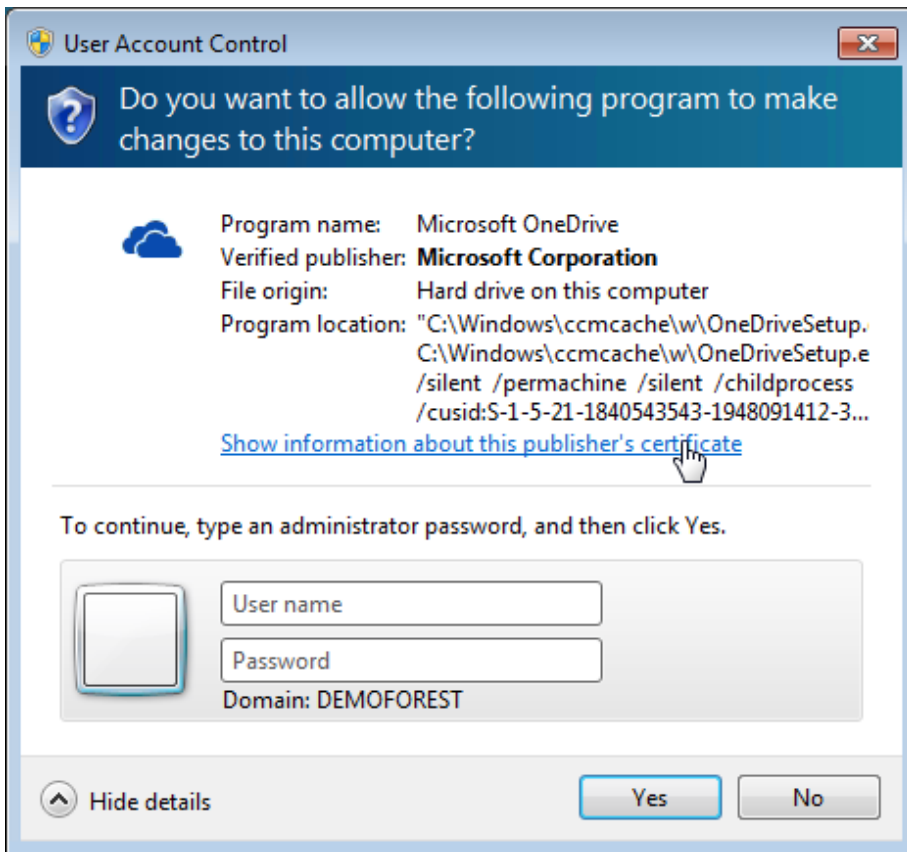 User Account Control
Do you want to allow the following program to make
changes to this computer?
Program name: Microsoft OneDrive
Verified publisher: Microsoft Corporation
File origin: Hard drive on this computer
Program location: "C:\Windows\ccmcache\w\OneDriveSetup.
C:\Windows\ccmcache\w\OneDriveSetup.e
/silent /permachine /silent /childprocess
/cusid:S-1-5-21-1840543543-1948091412-3...
Show information about this publisher's certificate
To continue, type an administrator password, and then click Yes.
User name
Password
Domain: DEMOFOREST
Hide details
Yes No